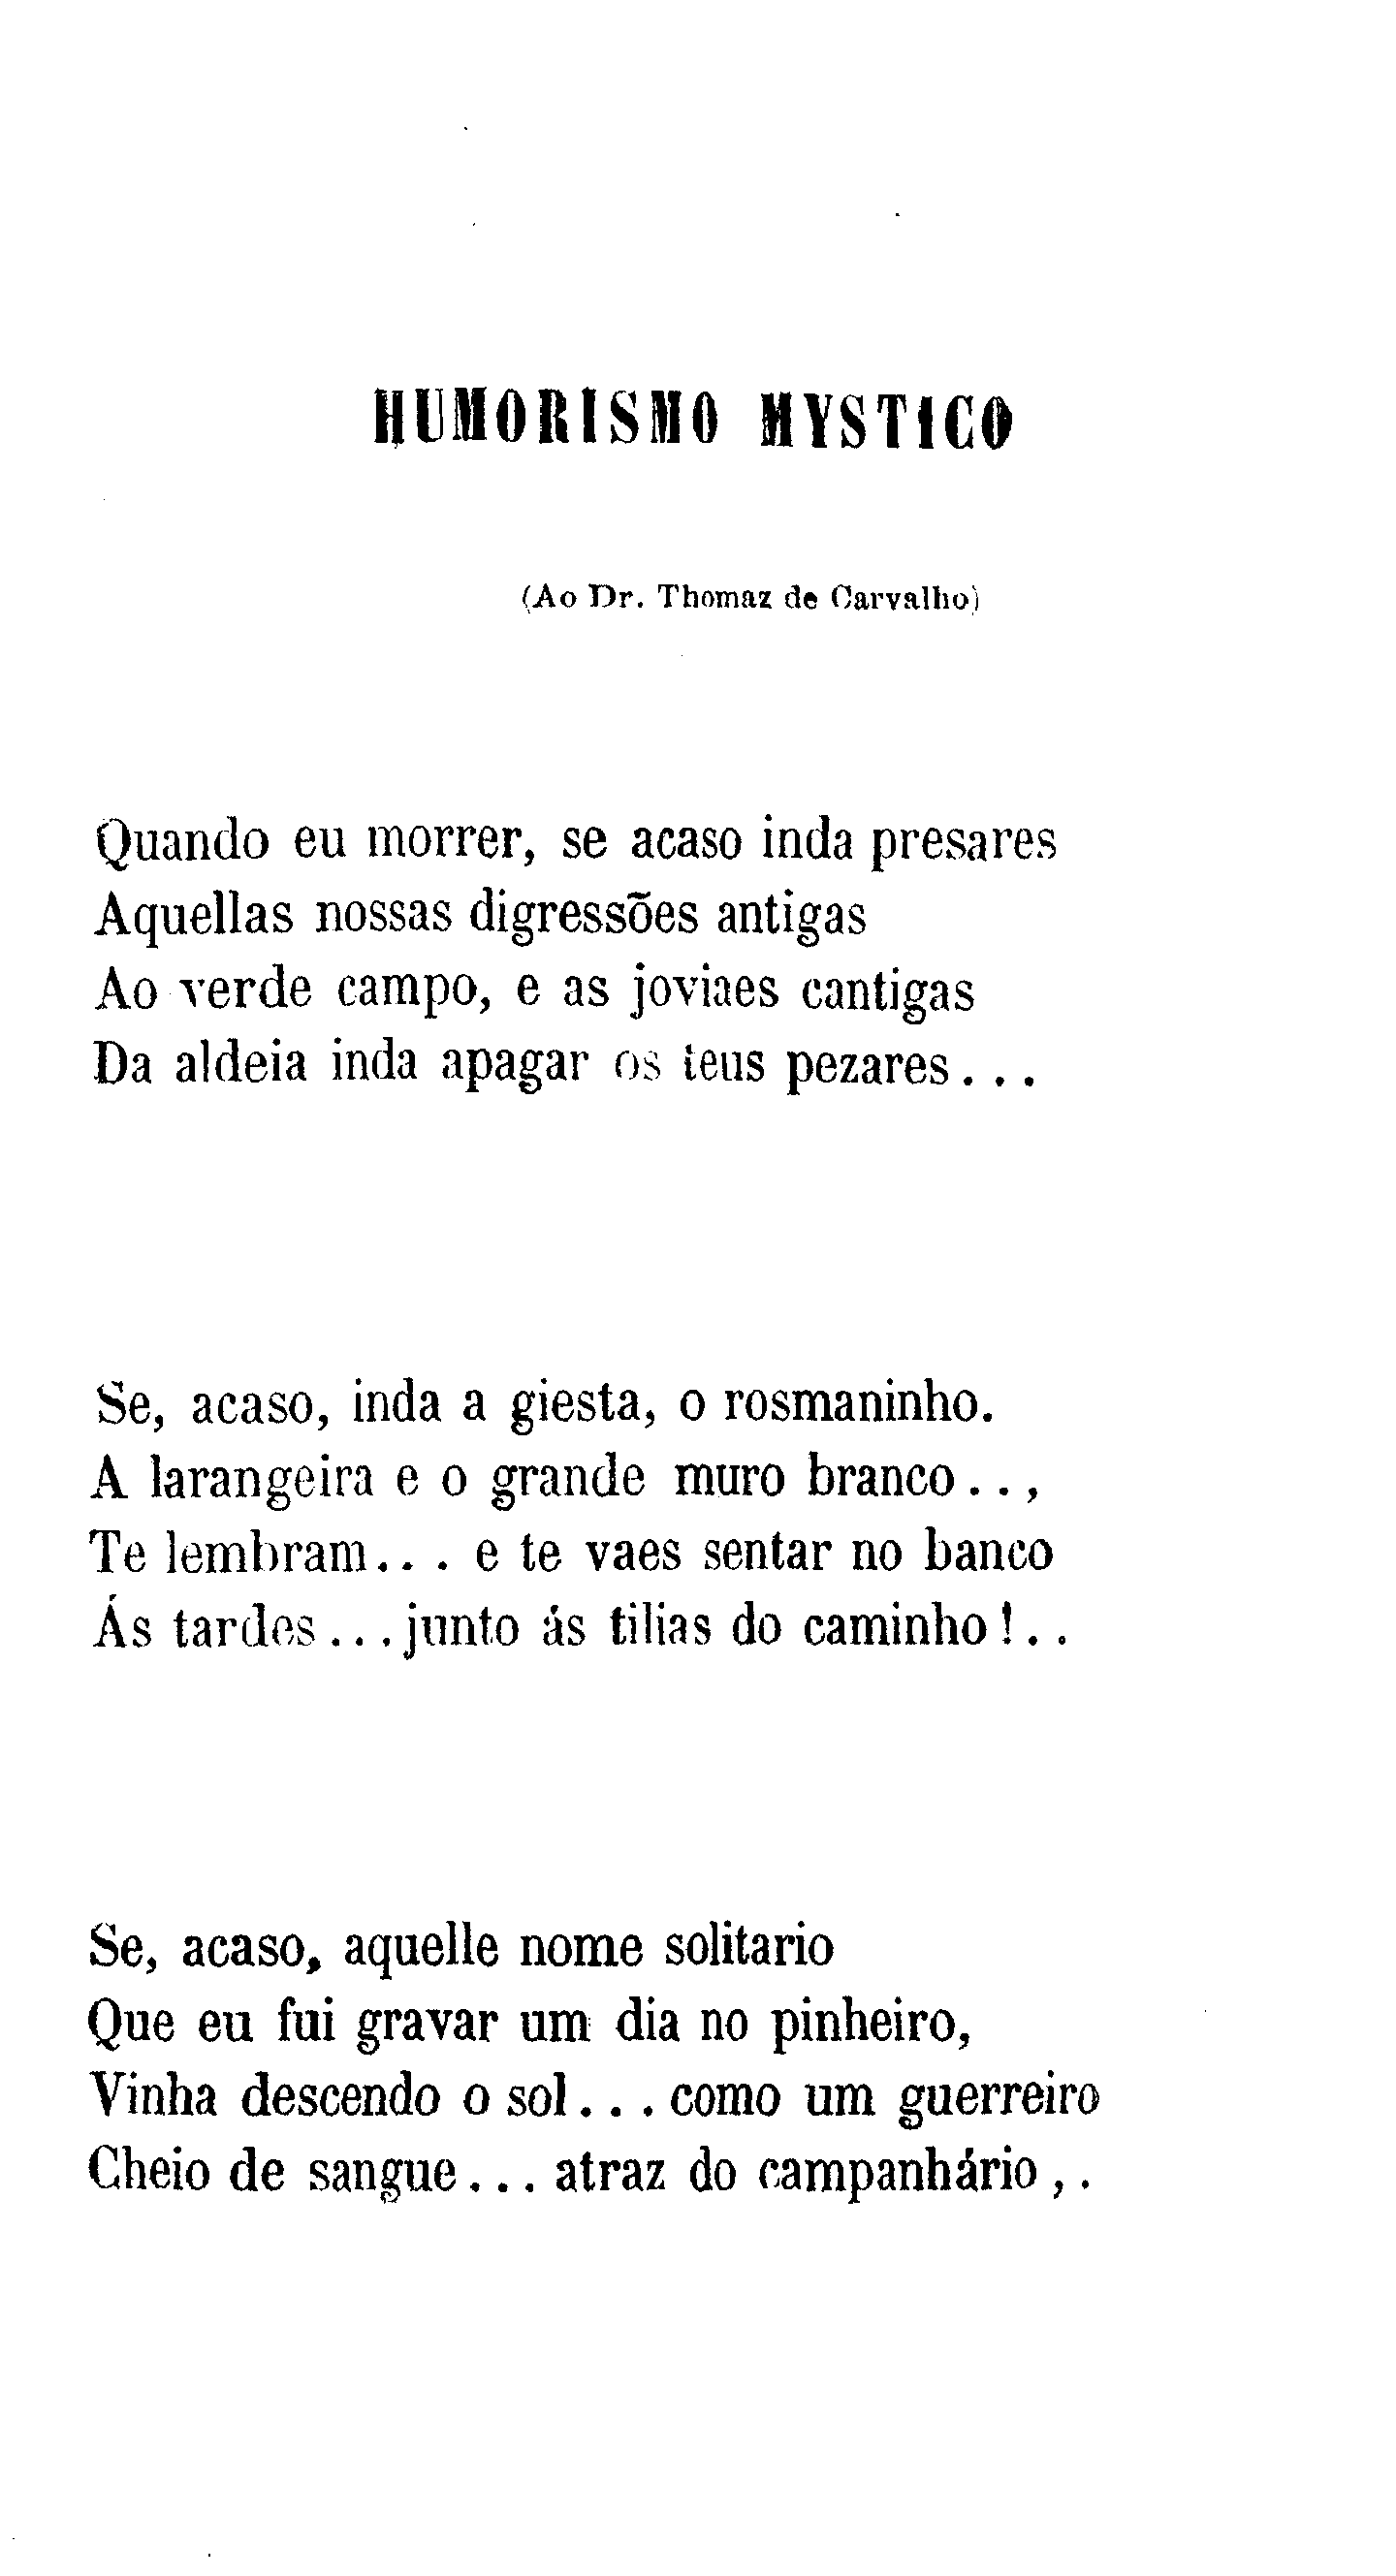 HUMORISMO MYSTICO
(Ao Dr. Thomaz de Carvalho)
Quando eu morrer, se acaso inda presares
Aquellas nossas digressões antigas
Ao verde campo, e as joviaes cantigas
Da aldeia inda apagar os teus pezares...
Se, acaso, inda a giesta, o rosmaninho.
A larangeira e o grande muro branco..,
Te lembram... e te vaes sentar no banco
Ás tardes...junto ás tilias do caminho!..
Se, acaso, aquelle nome solitario
Que eu fui gravar um dia no pinheiro,
Vinha descendo o sol... como um guerreiro
Cheio de sangue... atraz do campanhário,.